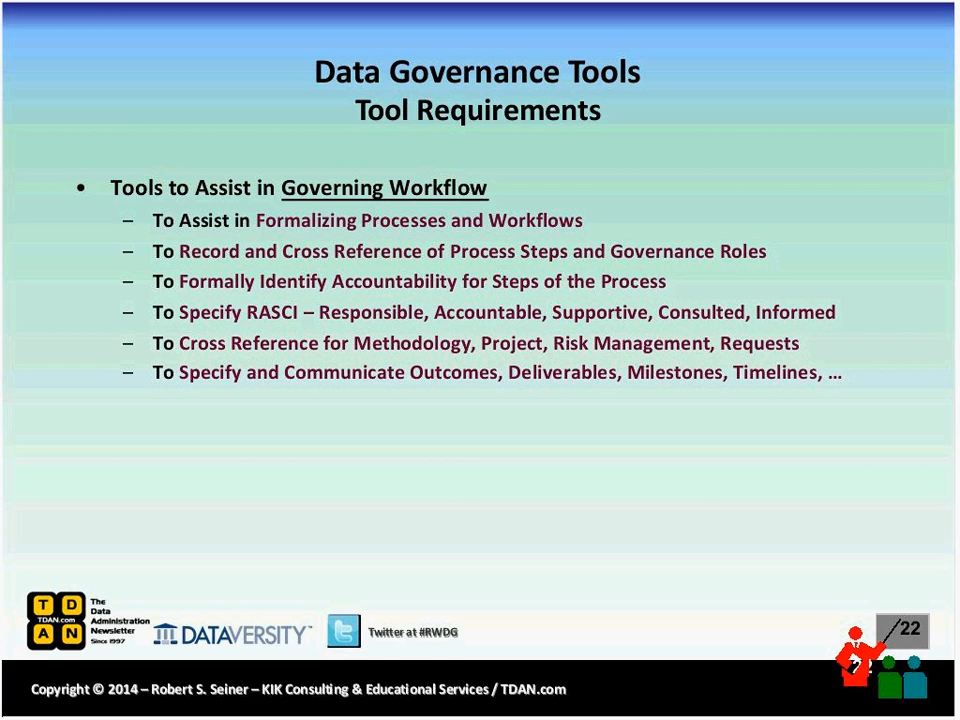 Data Governance Tools
Tool Requirements
• Tools to Assist in Governing Workflow
– To Assist in Formalizing Processes and Workflows
– To Record and Cross Reference of Process Steps and Governance Roles
– To Formally Identify Accountability for Steps of the Process
– To Specify RASCI – Responsible, Accountable, Supportive, Consulted, Informed
– To Cross Reference for Methodology, Project, Risk Management, Requests
– To Specify and Communicate Outcomes, Deliverables, Milestones, Timelines, ...
T D
TDAN.com
A N
The
Data
Administration
Newsletter
Since 1997
DATAVERSITY™
Twitter at #RWDG
22
Copyright © 2014 – Robert S. Seiner – KIK Consulting & Educational Services / TDAN.com